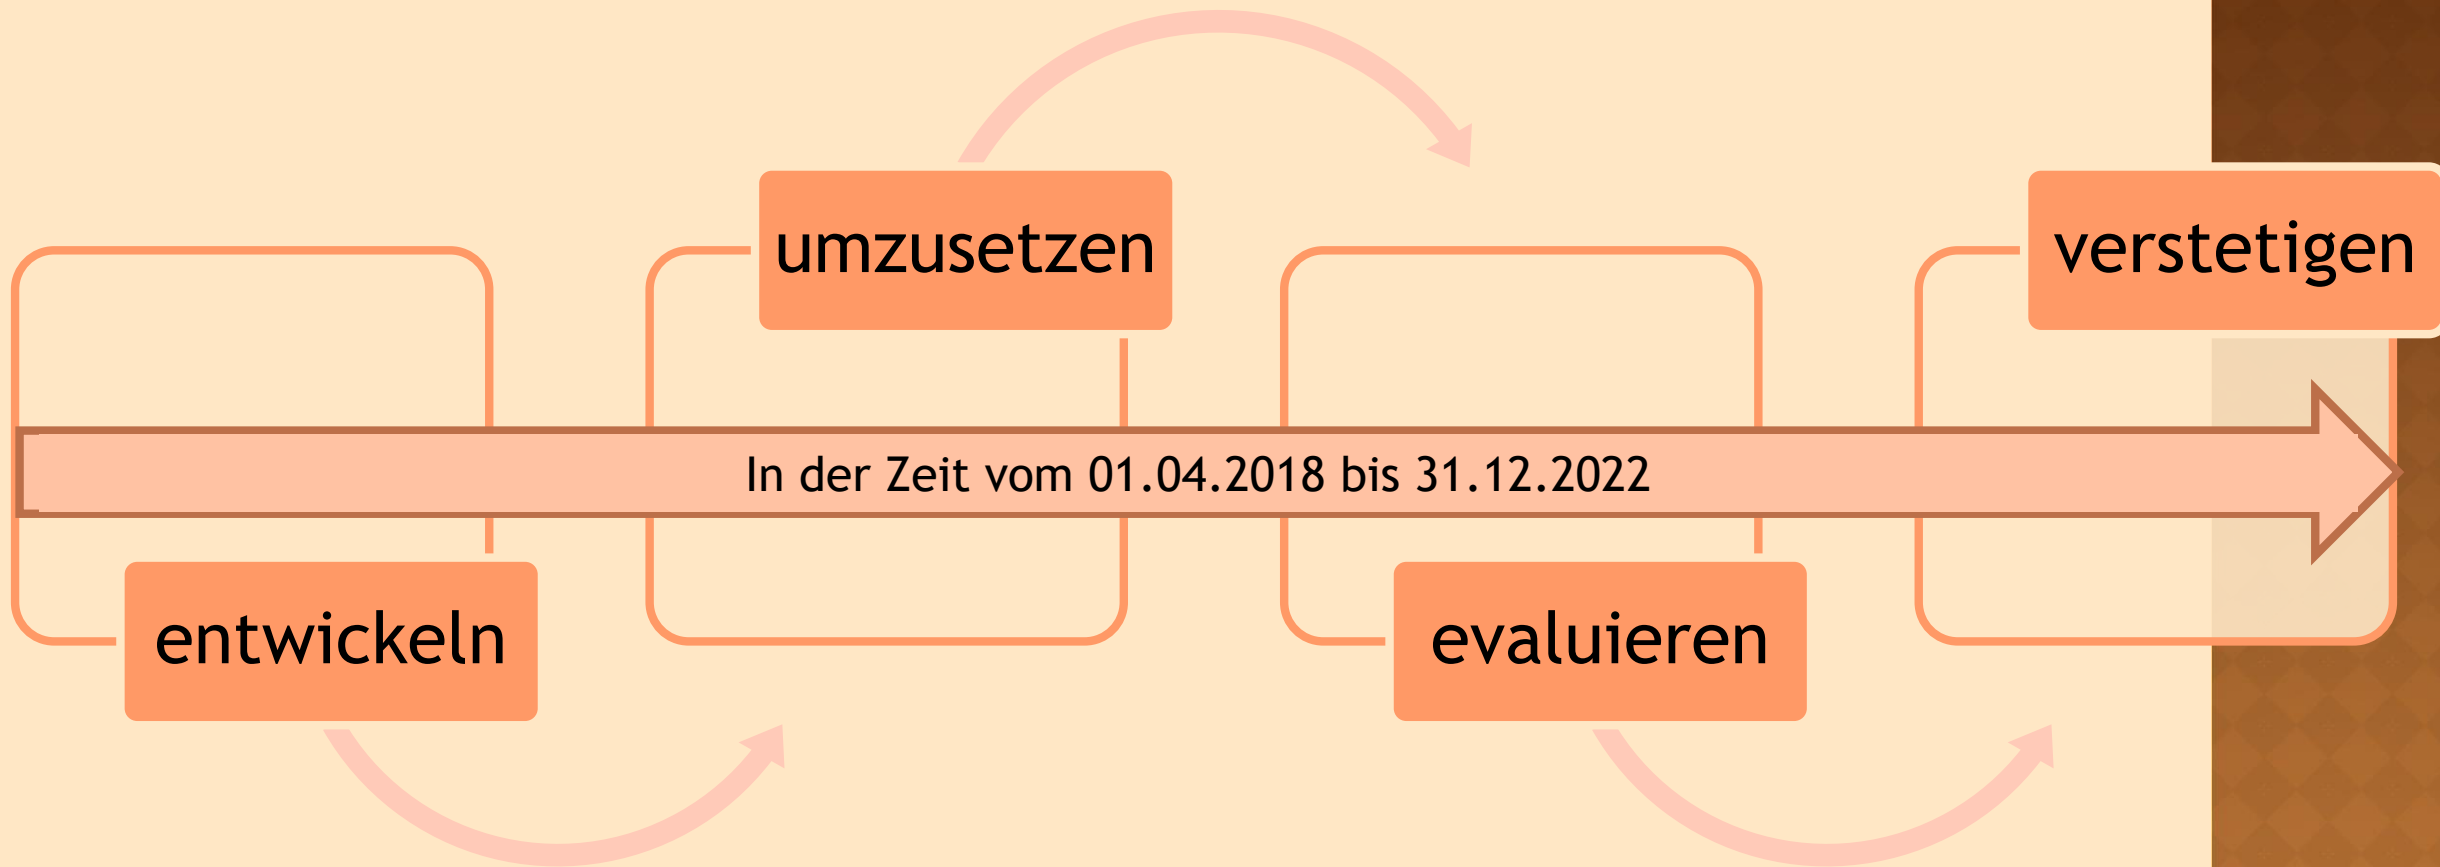 entwickeln
umzusetzen
evaluieren
verstetigen
In der Zeit vom 01.04.2018 bis 31.12.2022